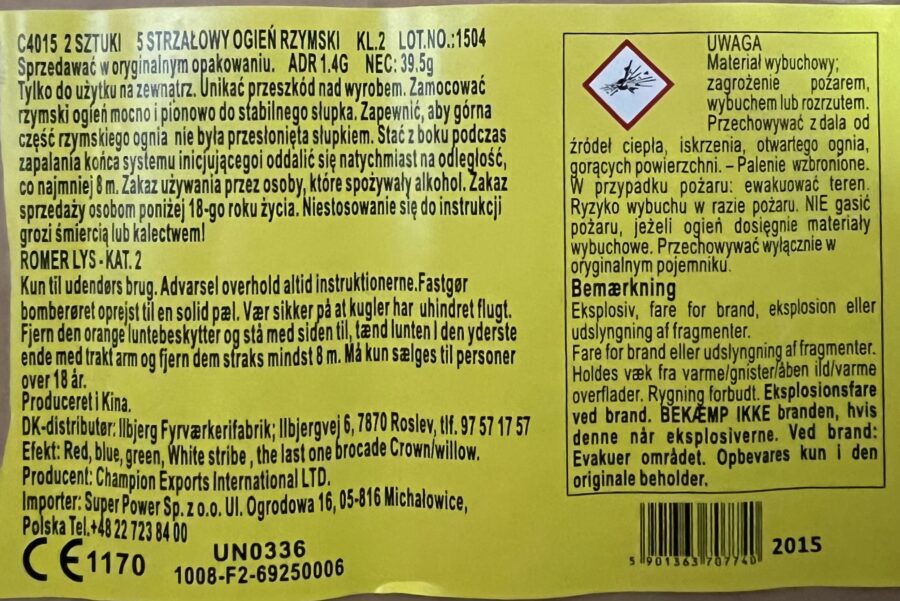 C4015 2 SZTUKI 5 STRZAŁOWY OGIEŃ RZYMSKI KL.2 LOT.NO.:1504
Sprzedawać w oryginalnym opakowaniu. ADR 1.4G NEC: 39.5g
Tylko do użytku na zewnatrz. Unikać przeszkód nad wyrobem. Zamocować
rzymski ogień mocno i pionowo do stabilnego słupka. Zapewnić, aby górna
część rzymskiego ognia nie była przesłonięta słupkiem. Stać z boku podczas
zapalania końca systemu inicjującegoi oddalić się natychmiast na odległość,
co najmniej 8 m. Zakaz używania przez osoby, które spożywały alkohol. Zakaz
sprzedaży osobom poniżej 18-go roku życia. Niestosowanie się do instrukcji
grozi śmiercią lub kalectwem!
ROMER LYS - KAT. 2
Kun til udendørs brug. Advarsel overhold altid instruktionerne.Fastgør
bomberøret oprejst til en solid pæl. Vær sikker på at kugler har uhindret flugt.
Fjern den orange luntebeskytter og stå med siden til, tænd lunten I den yderste
ende med trakt arm og fjern dem straks mindst 8 m. Må kun sælges til personer
over 18 år.
Produceret i Kina.
DK-distributør: Ilbjerg Fyrværkerifabrik; Ilbjergvej 6, 7870 Roslev, tlf. 97 57 17 57
Efekt: Red, blue, green, White stribe , the last one brocade Crown/willow.
Producent: Champion Exports International LTD.
Importer: Super Power Sp. z o.o. Ul. Ogrodowa 16, 05-816 Michałowice,
Polska Tel.+48 22 723 84 00
CE 1170 UN0336
1008-F2-69250006
UWAGA
Materiał wybuchowy;
zagrożenie pożarem,
wybuchem lub rozrzutem.
Przechowywać z dala od
źródeł ciepła, iskrzenia, otwartego ognia,
gorących powierzchni. – Palenie wzbronione.
W przypadku pożaru: ewakuować teren.
Ryzyko wybuchu w razie pożaru. NIE gasić
pożaru, jeżeli ogień dosięgnie materiały
wybuchowe. Przechowywać wyłącznie w
oryginalnym pojemniku.
Bemærkning
Eksplosiv, fare for brand, eksplosion eller
udslyngning af fragmenter.
Fare for brand eller udslyngning af fragmenter.
Holdes væk fra varme/gnister/åben ild/varme
overflader. Rygning forbudt. Eksplosionsfare
ved brand. BEKÆMP IKKE branden, hvis
denne når eksplosiverne. Ved brand:
Evakuer området. Opbevares kun i den
originale beholder.
5 901363 707740
2015